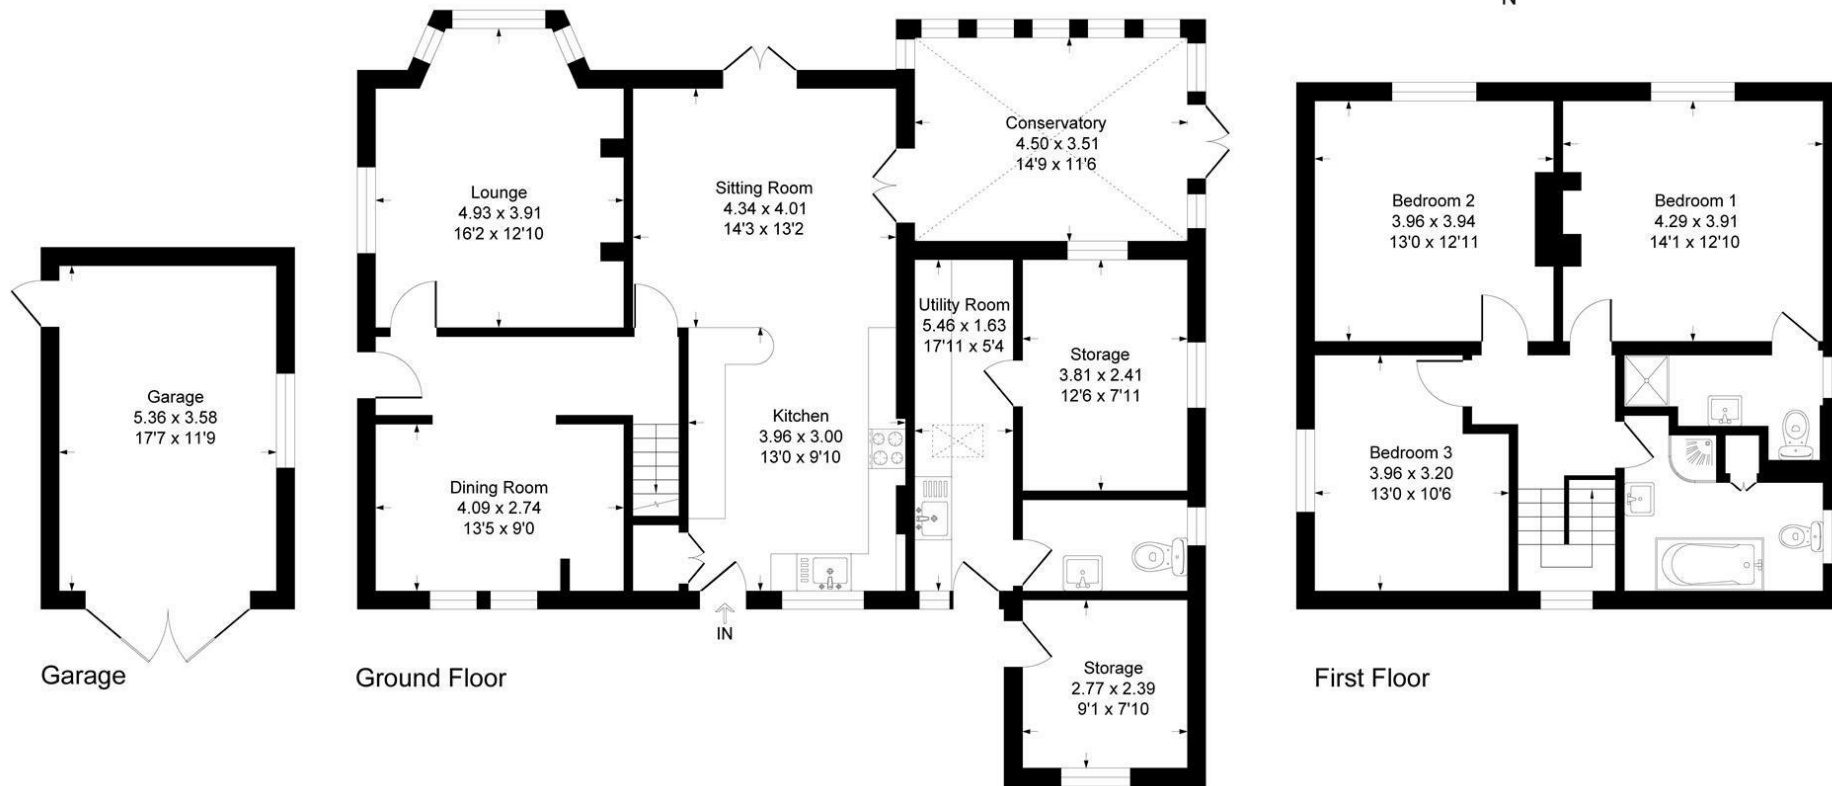 N
Garage
5.36 x 3.58
17'7 x 11'9
Garage
Lounge
4.93 x 3.91
16'2 x 12'10
Sitting Room
4.34 x 4.01
14'3 x 13'2
Conservatory
4.50 x 3.51
14'9 x 11'6
Utility Room
5.46 x 1.63
17'11 x 5'4
Storage
3.81 x 2.41
12'6 x 7'11
Kitchen
3.96 x 3.00
13'0 x 9'10
Dining Room
4.09 x 2.74
13'5 x 9'0
IN
Storage
2.77 x 2.39
9'1 x 7'10
Ground Floor
Bedroom 2
3.96 x 3.94
13'0 x 12'11
Bedroom 1
4.29 x 3.91
14'1 x 12'10
Bedroom 3
3.96 x 3.20
13'0 x 10'6
First Floor